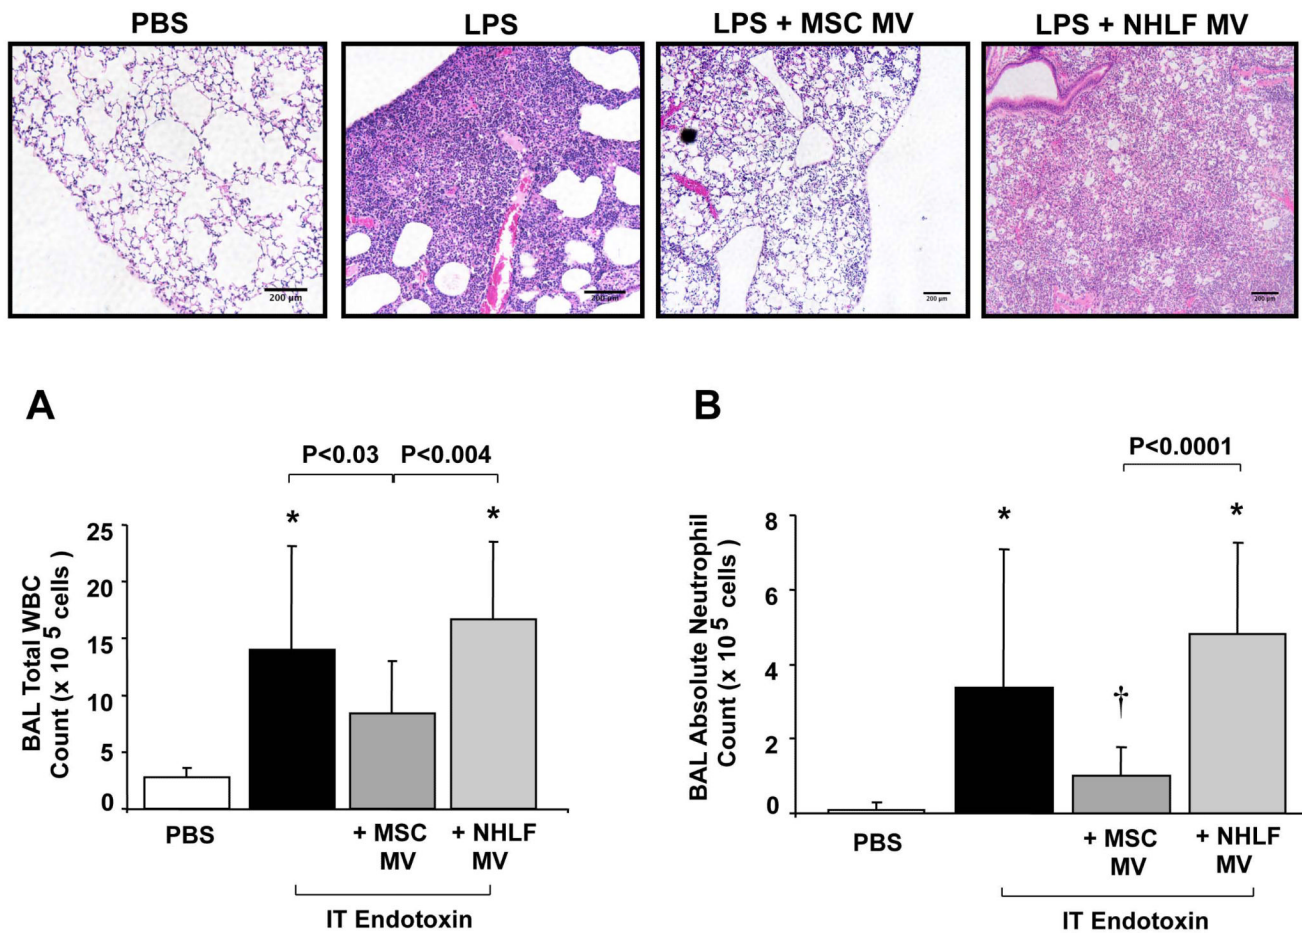 PBS LPS LPS + MSC MV LPS + NHLF MV
200 µm 200 µm 200 µm 200 µm
A
P<0.03 P<0.004
* *
BAL Total WBC
Count (x 10 5 cells )
25
20
15
10
5
0
PBS + MSC MV + NHLF MV
IT Endotoxin
B
P<0.0001
* † *
BAL Absolute Neutrophil
Count (x 10 5 cells )
8
6
4
2
0
PBS + MSC MV + NHLF MV
IT Endotoxin